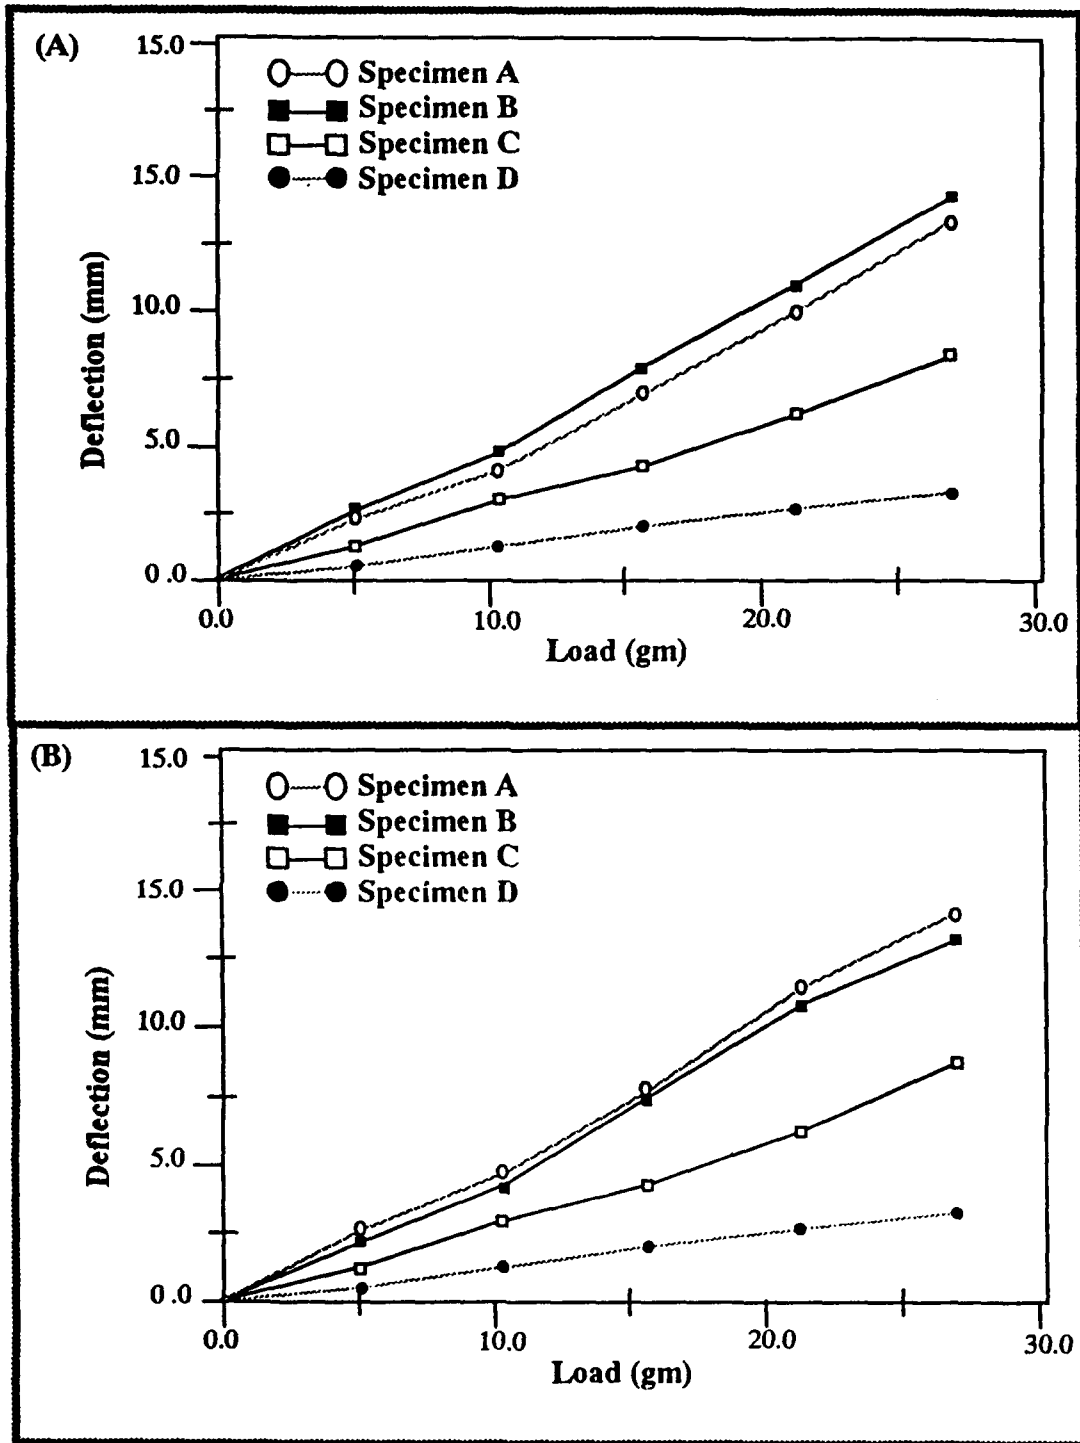 (A)
15.0
Specimen A
Specimen B
Specimen C
Specimen D
15.0
10.0
5.0
0.0
Deflection (mm)
0.0 10.0 20.0 30.0
Load (gm)
(B)
15.0
Specimen A
Specimen B
Specimen C
Specimen D
15.0
10.0
5.0
0.0
Deflection (mm)
0.0 10.0 20.0 30.0
Load (gm)